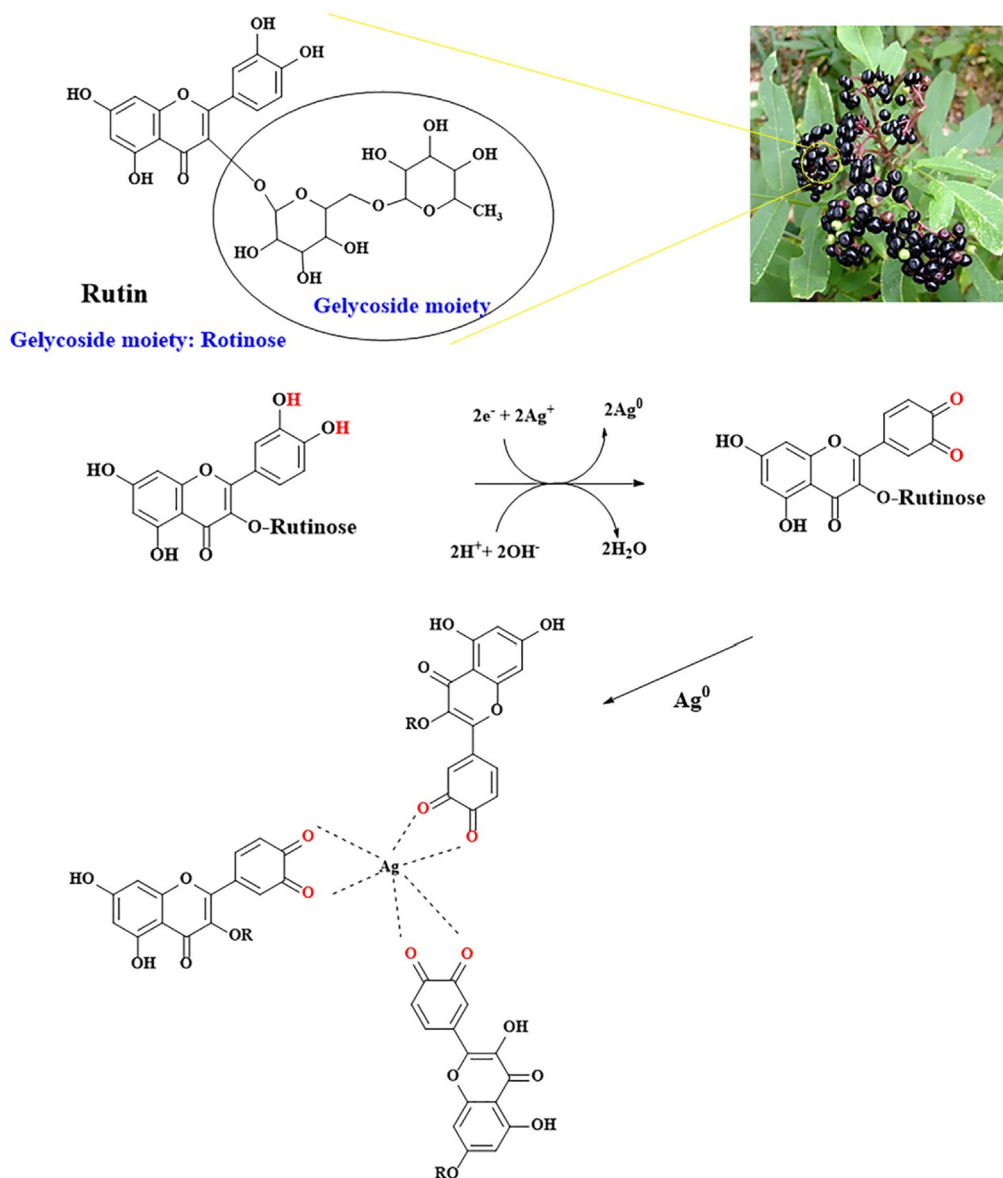 OH
OH
HO
O
OH
O
O
OH
HO
OH
O
O
O
CH₃
HO
OH
OH
Rutin
Gelycoside moiety
Gelycoside moiety: Rotinose
OH
OH
HO
O
O-Rutinose
OH
O
2e⁻ + 2Ag⁺
2Ag⁰
2H⁺ + 2OH⁻
2H₂O
O
O
HO
O
O-Rutinose
OH
O
HO
OH
O
O
RO
O
O
Ag⁰
O
O
Ag
HO
O
OR
OH
O
O
O
OH
O
O
OH
RO